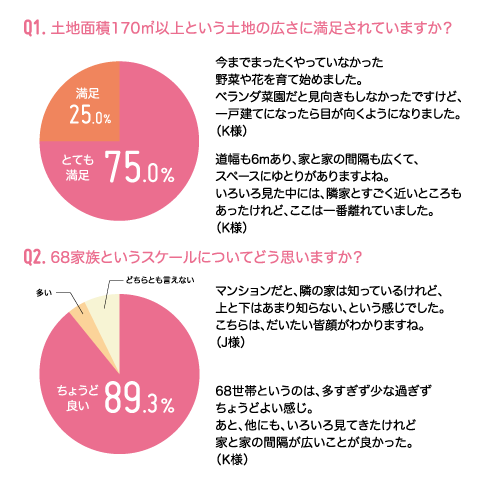 Q1. 土地面積170㎡以上という土地の広さに満足されていますか？
満足
25.0%
とても
満足
75.0%
今までまったくやっていなかった
野菜や花を育て始めました。
ベランダ菜園だと見向きもしなかったですけど、
一戸建てになったら目が向くようになりました。
（K様）
道幅も6mあり、家と家の間隔も広くて、
スペースにゆとりがありますよね。
いろいろ見た中には、隣家とすごく近いところも
あったけれど、ここは一番離れていました。
（K様）
Q2. 68家族というスケールについてどう思いますか？
どちらとも言えない
多い
ちょうど
良い
89.3%
マンションだと、隣の家は知っているけれど、
上と下はあまり知らない、という感じでした。
こちらは、だいたい皆顔がわかりますね。
（J様）
68世帯というのは、多すぎず少な過ぎず
ちょうどよい感じ。
あと、他にも、いろいろ見てきたけれど
家と家の間隔が広いことが良かった。
（K様）